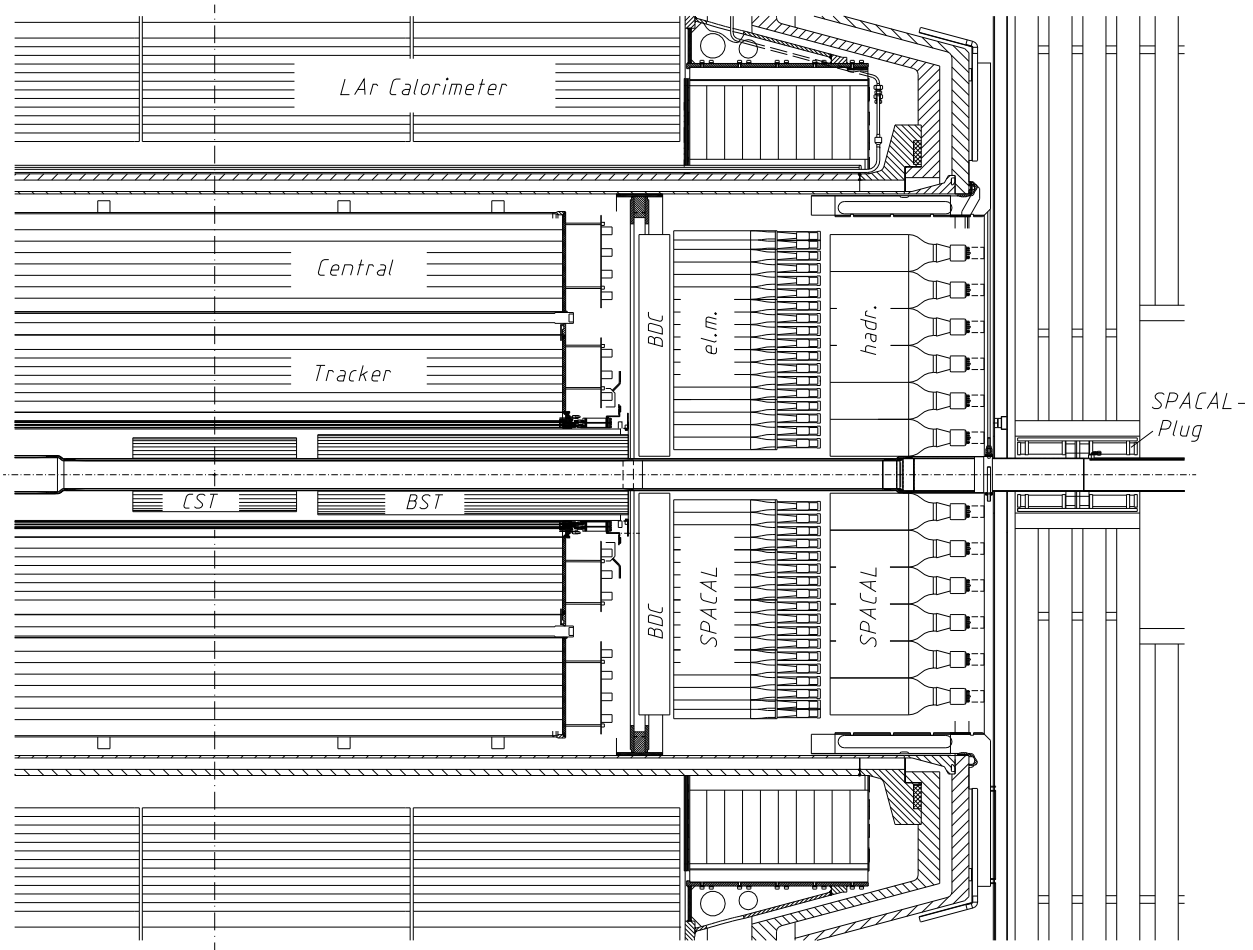 LAr Calorimeter
Central
Tracker
BDC
el.m.
hadr.
SPACAL-
Plug
CST
BST
BDC
SPACAL
SPACAL